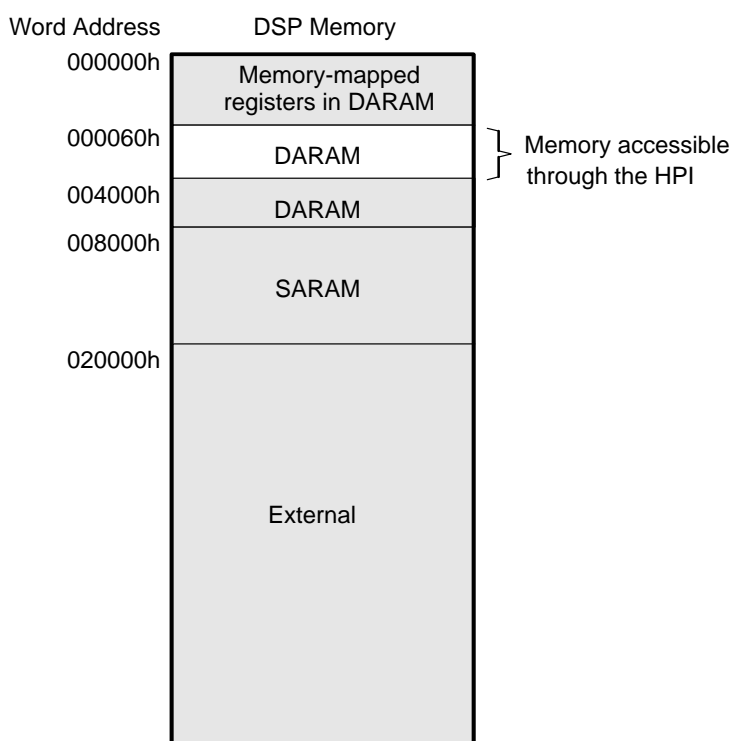 Word Address DSP Memory
000000h
Memory-mapped
registers in DARAM
000060h
DARAM
Memory accessible
through the HPI
004000h
DARAM
008000h
SARAM
020000h
External